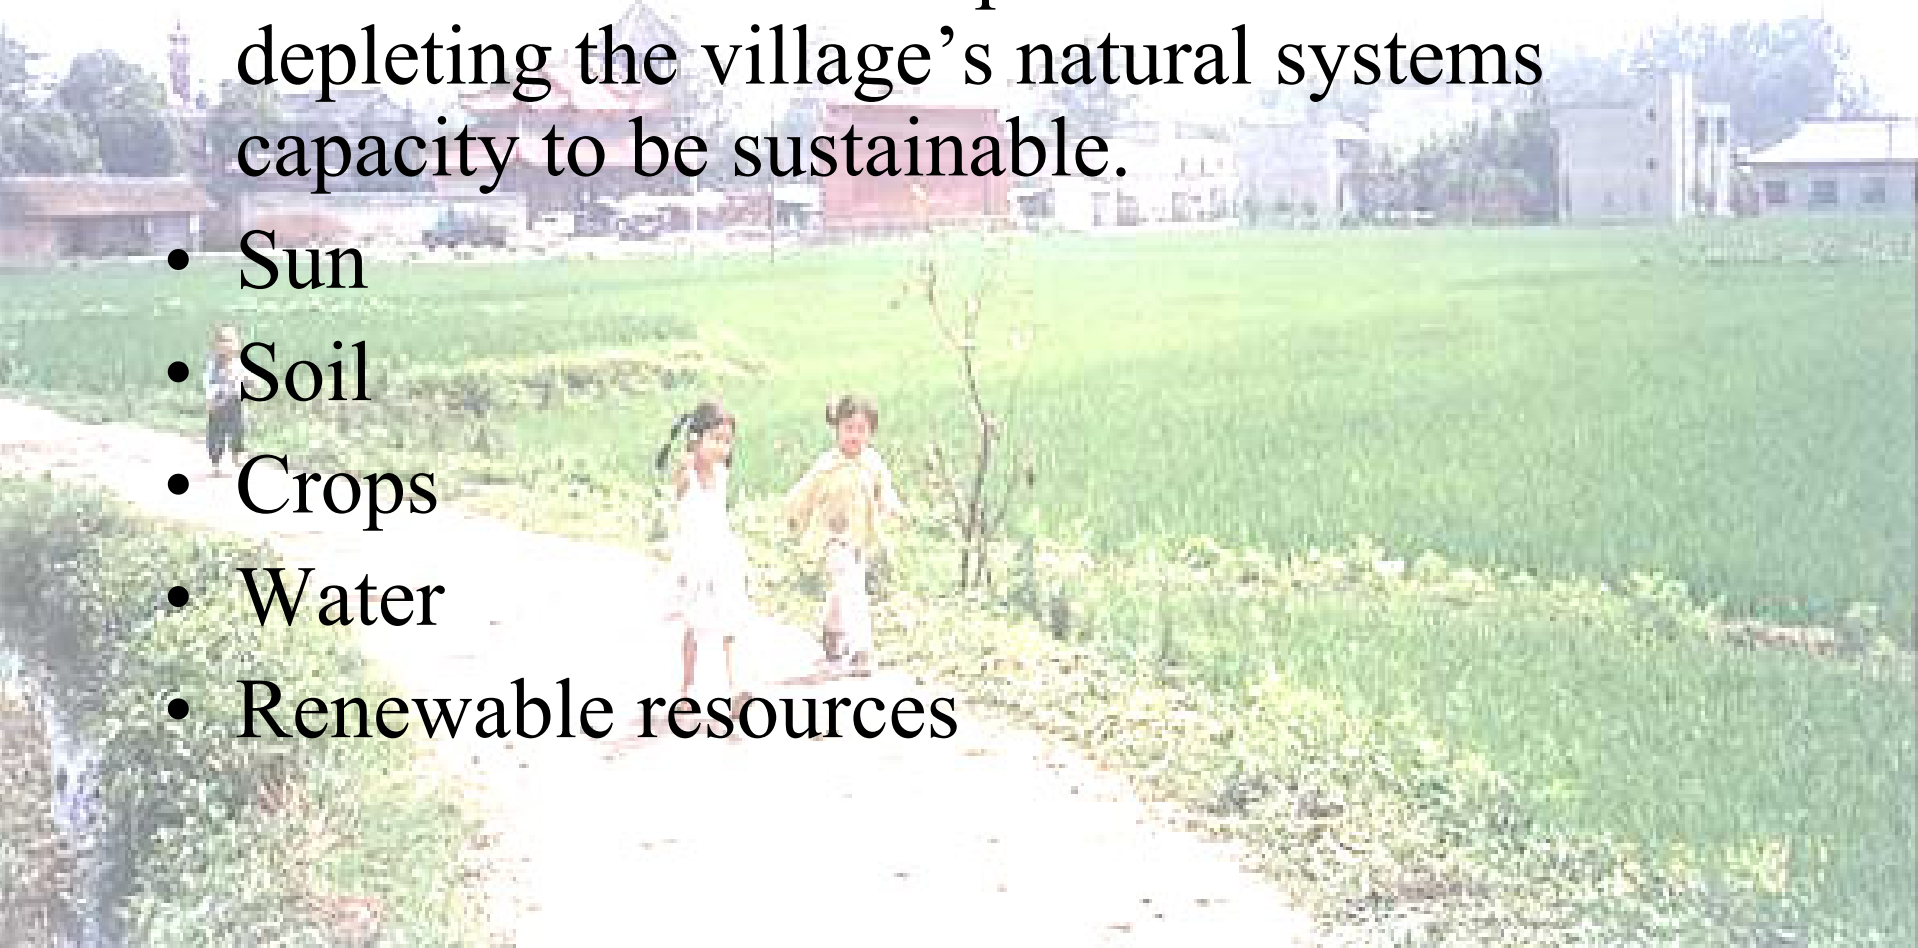 depleting the village’s natural systems
capacity to be sustainable.
• Sun
• Soil
• Crops
• Water
• Renewable resources